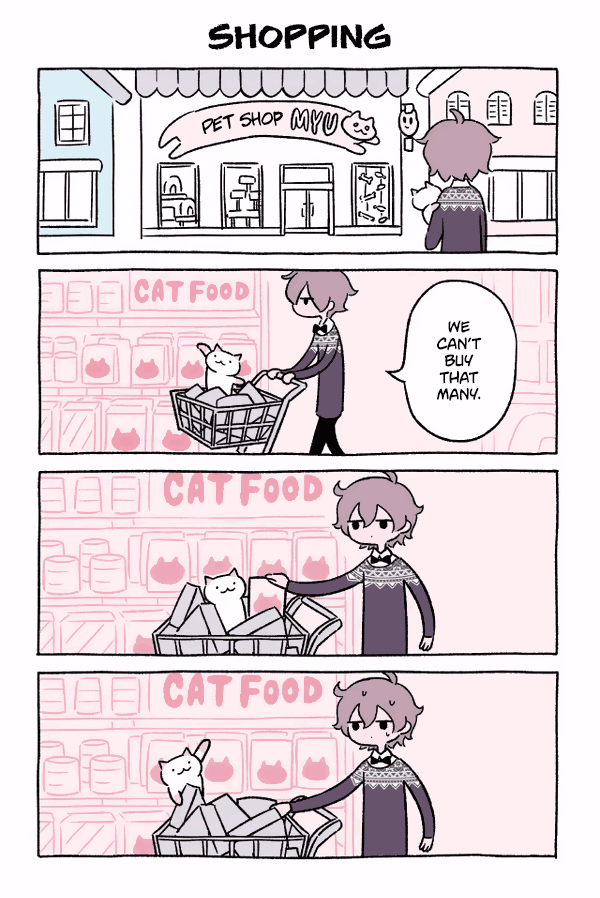 SHOPPING
PET SHOP MYU
CAT FOOD
WE
CAN'T
BUY
THAT
MANY.
CAT FOOD
CAT FOOD